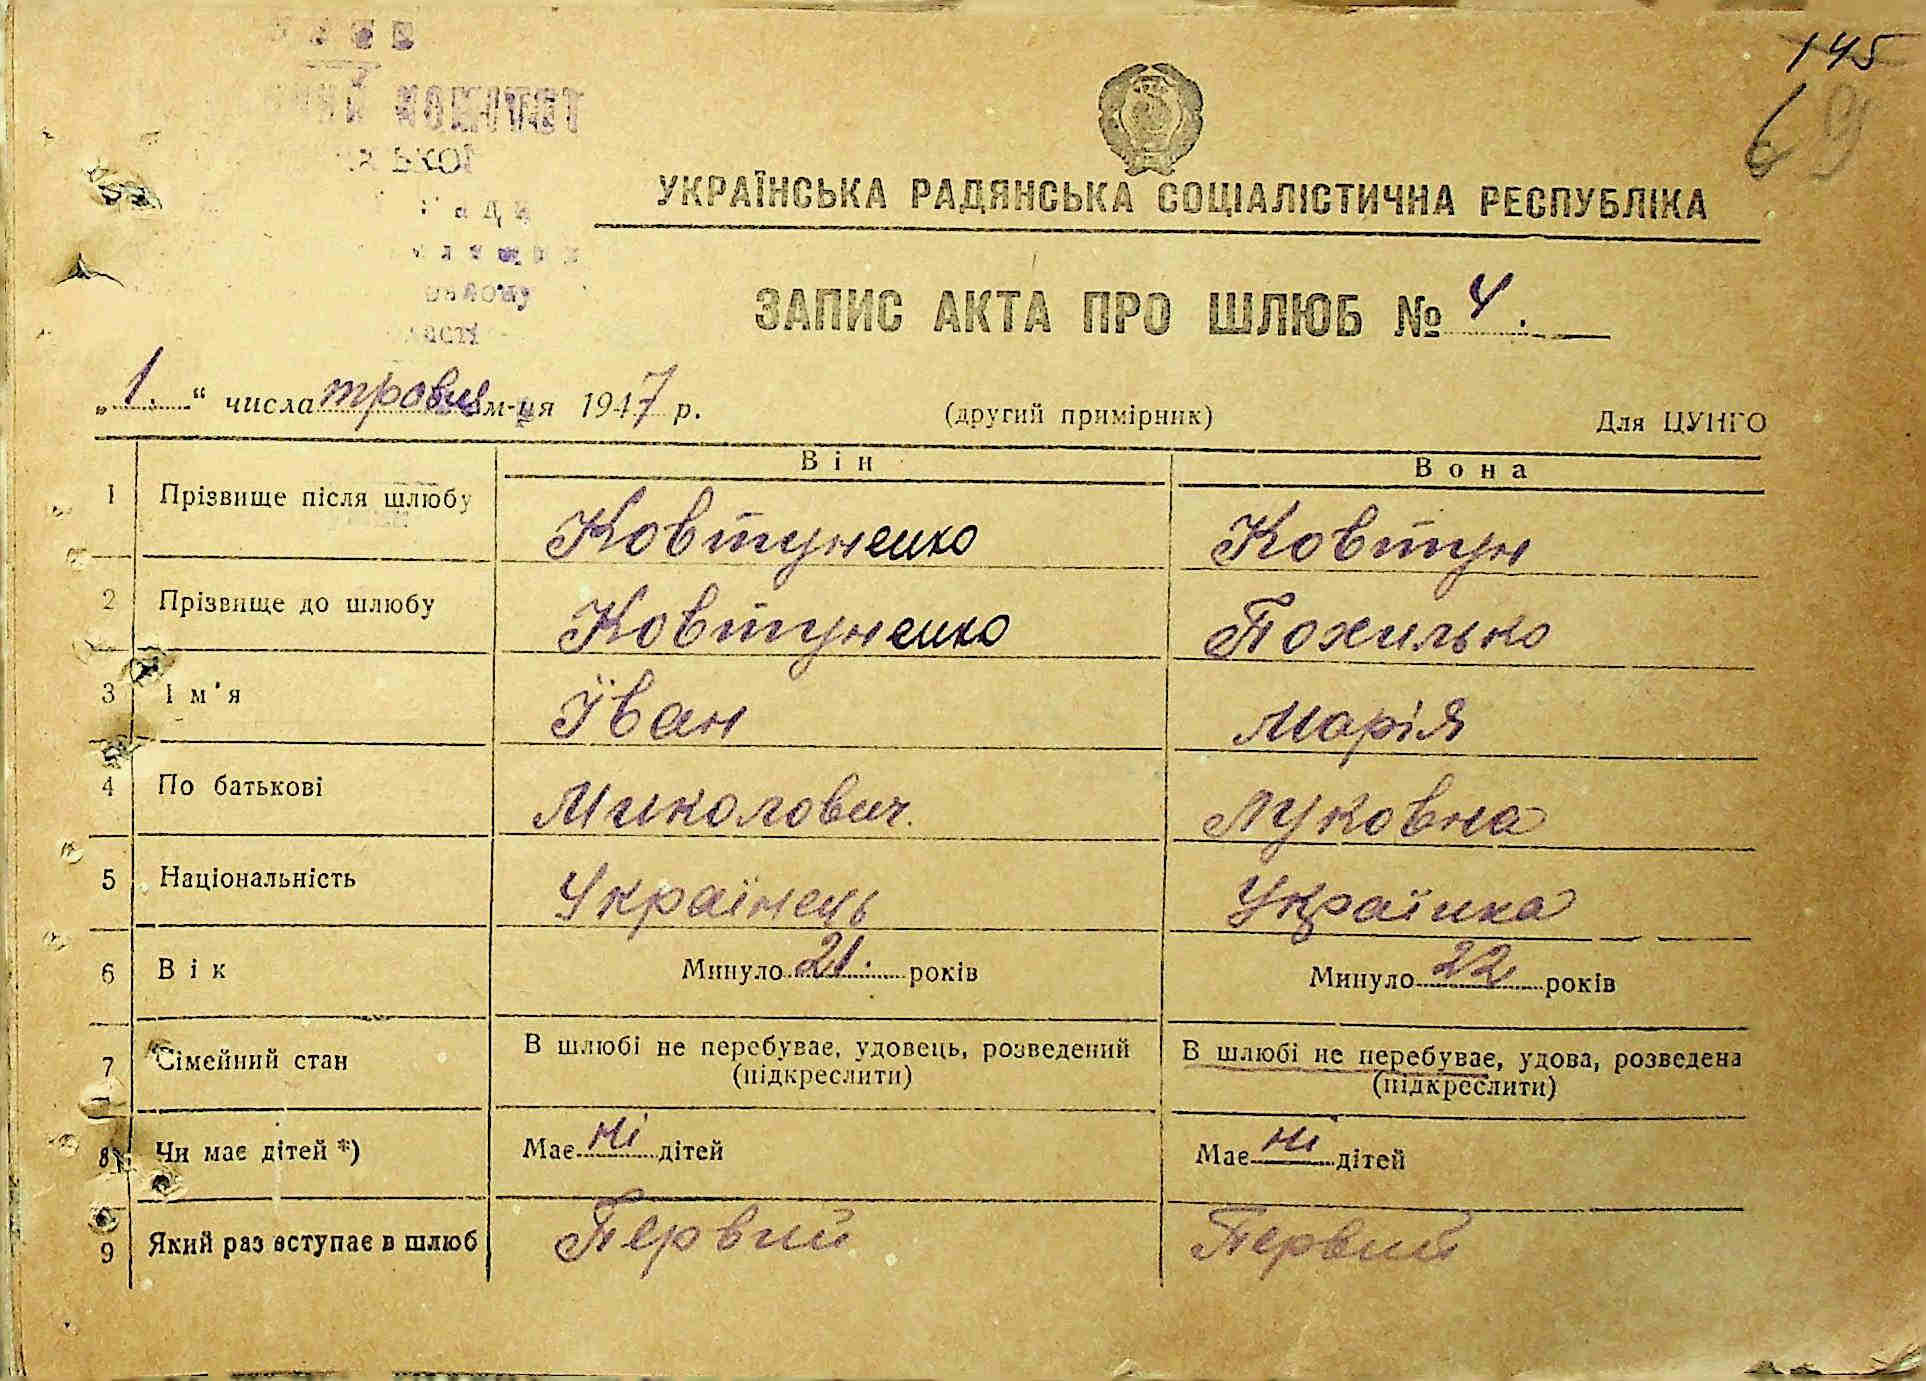 145
69
КОМІТЕТ
УКРАЇНСЬКА РАДЯНСЬКА СОЦІАЛІСТИЧНА РЕСПУБЛІКА
ЗАПИС АКТА ПРО ШЛЮБ № 4.
„1.“ числа травня м-ця 1947 р. (другий примірник) Для ЦУНГО
Він Вона
1 Прізвище після шлюбу Ковтуненко Ковтун
2 Прізвище до шлюбу Ковтуненко Похилько
3 Ім'я Їван Марія
4 По батькові Миколович. Луковна
5 Національність Українець Українка
6 Вік Минуло 21. років Минуло 22 років
7 Сімейний стан В шлюбі не перебуває, удовець, розведений (підкреслити) В шлюбі не перебуває, удова, розведена (підкреслити)
8 Чи має дітей *) Має ні дітей Має ні дітей
9 Який раз вступає в шлюб Первий Первий